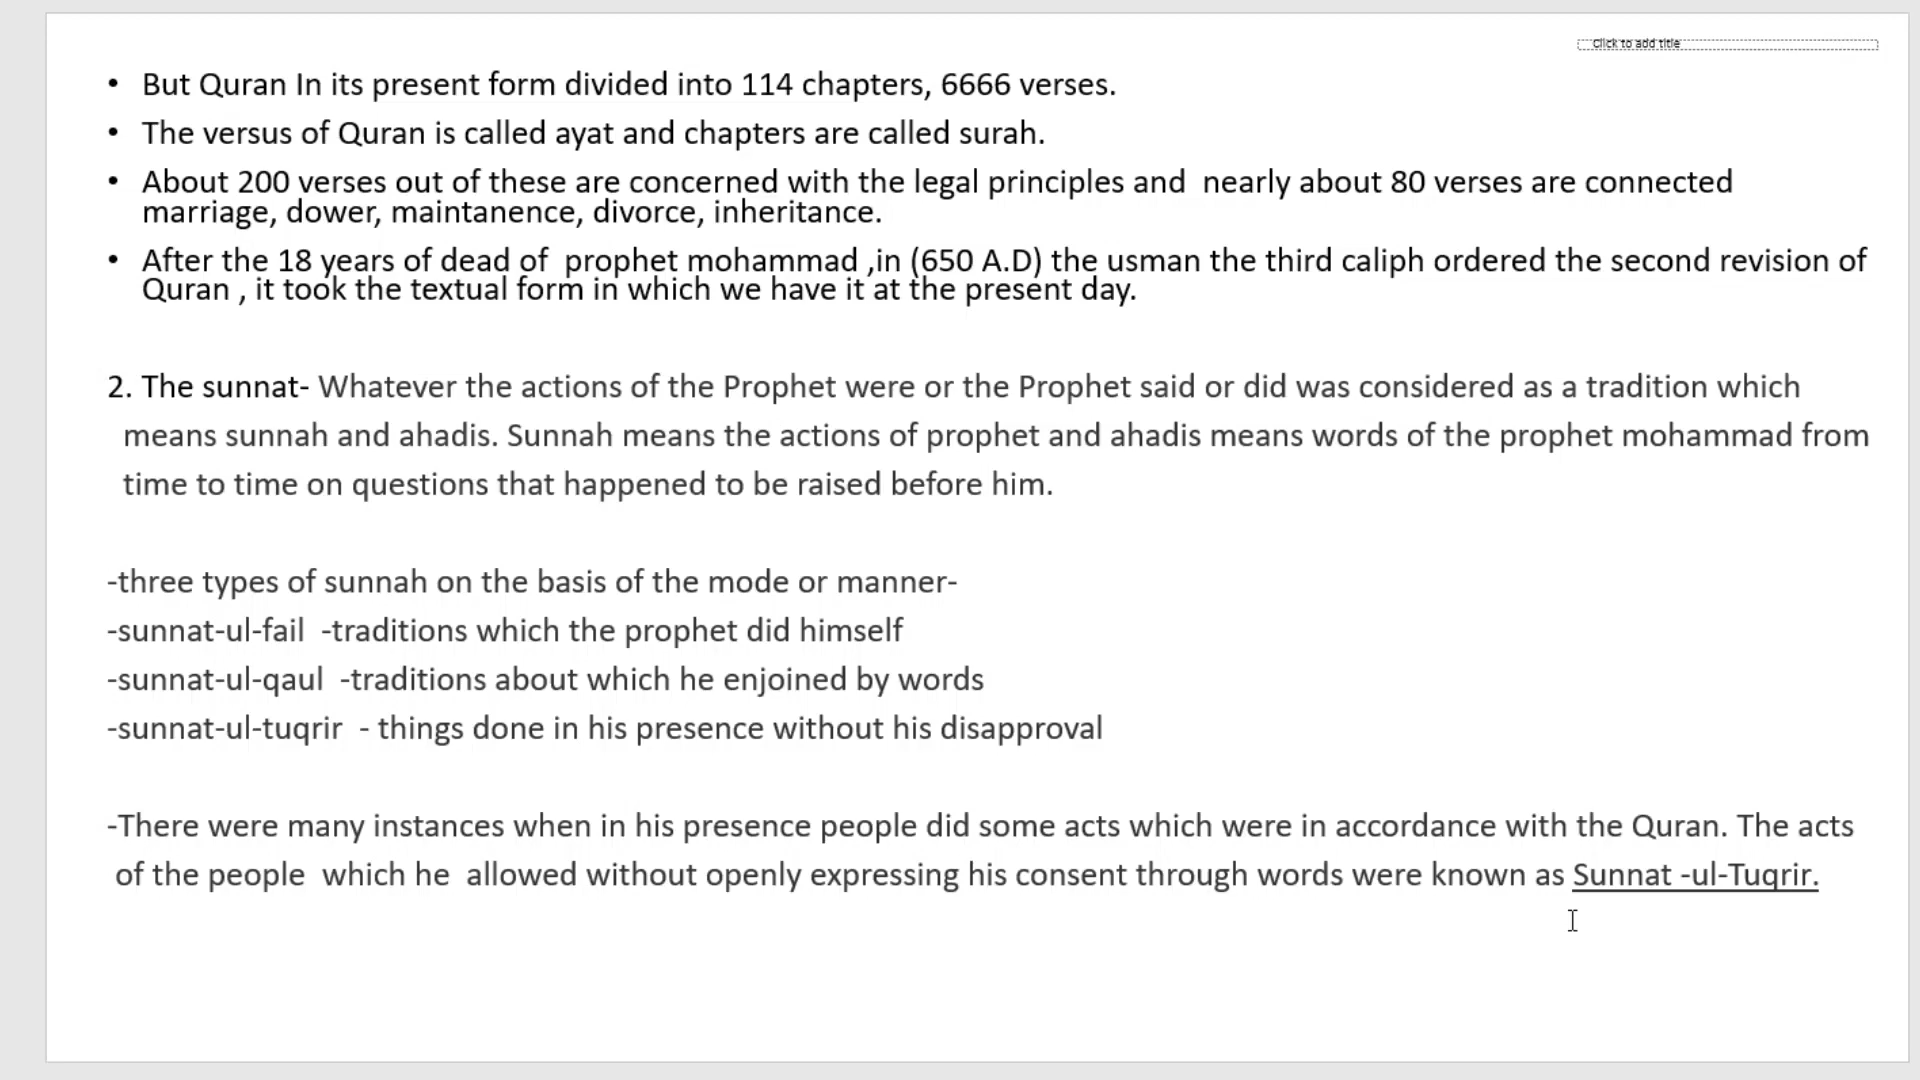 Click to add title
• But Quran In its present form divided into 114 chapters, 6666 verses.
• The versus of Quran is called ayat and chapters are called surah.
• About 200 verses out of these are concerned with the legal principles and  nearly about 80 verses are connected
marriage, dower, maintanence, divorce, inheritance.
• After the 18 years of dead of  prophet mohammad ,in (650 A.D) the usman the third caliph ordered the second revision of
Quran , it took the textual form in which we have it at the present day.
2. The sunnat- Whatever the actions of the Prophet were or the Prophet said or did was considered as a tradition which
means sunnah and ahadis. Sunnah means the actions of prophet and ahadis means words of the prophet mohammad from
time to time on questions that happened to be raised before him.
-three types of sunnah on the basis of the mode or manner-
-sunnat-ul-fail  -traditions which the prophet did himself
-sunnat-ul-qaul  -traditions about which he enjoined by words
-sunnat-ul-tuqrir  - things done in his presence without his disapproval
-There were many instances when in his presence people did some acts which were in accordance with the Quran. The acts
of the people  which he  allowed without openly expressing his consent through words were known as Sunnat -ul-Tuqrir.